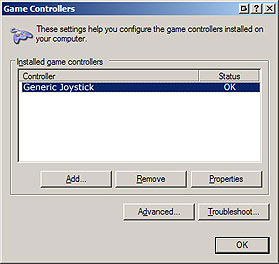 Game Controllers
These settings help you configure the game controllers installed on
your computer.
Installed game controllers
Controller Status
Generic Joystick OK
Add... Remove Properties
Advanced... Troubleshoot...
OK